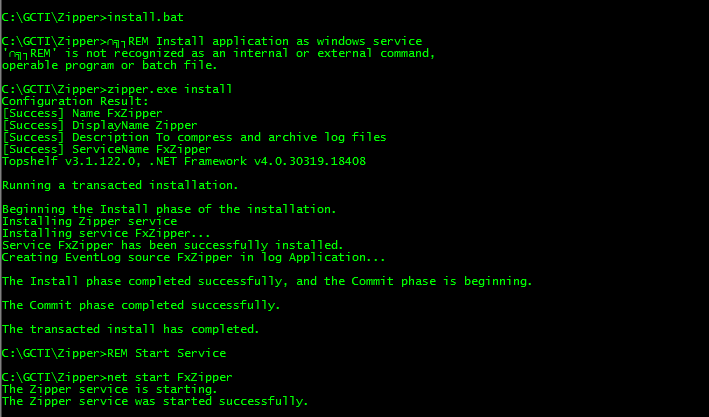 C:\GCTI\Zipper>install.bat
C:\GCTI\Zipper>∩╗┐REM Install application as windows service
'∩╗┐REM' is not recognized as an internal or external command,
operable program or batch file.
C:\GCTI\Zipper>zipper.exe install
Configuration Result:
[Success] Name FxZipper
[Success] DisplayName Zipper
[Success] Description To compress and archive log files
[Success] ServiceName FxZipper
Topshelf v3.1.122.0, .NET Framework v4.0.30319.18408
Running a transacted installation.
Beginning the Install phase of the installation.
Installing Zipper service
Installing service FxZipper...
Service FxZipper has been successfully installed.
Creating EventLog source FxZipper in log Application...
The Install phase completed successfully, and the Commit phase is beginning.
The Commit phase completed successfully.
The transacted install has completed.
C:\GCTI\Zipper>REM Start Service
C:\GCTI\Zipper>net start FxZipper
The Zipper service is starting.
The Zipper service was started successfully.